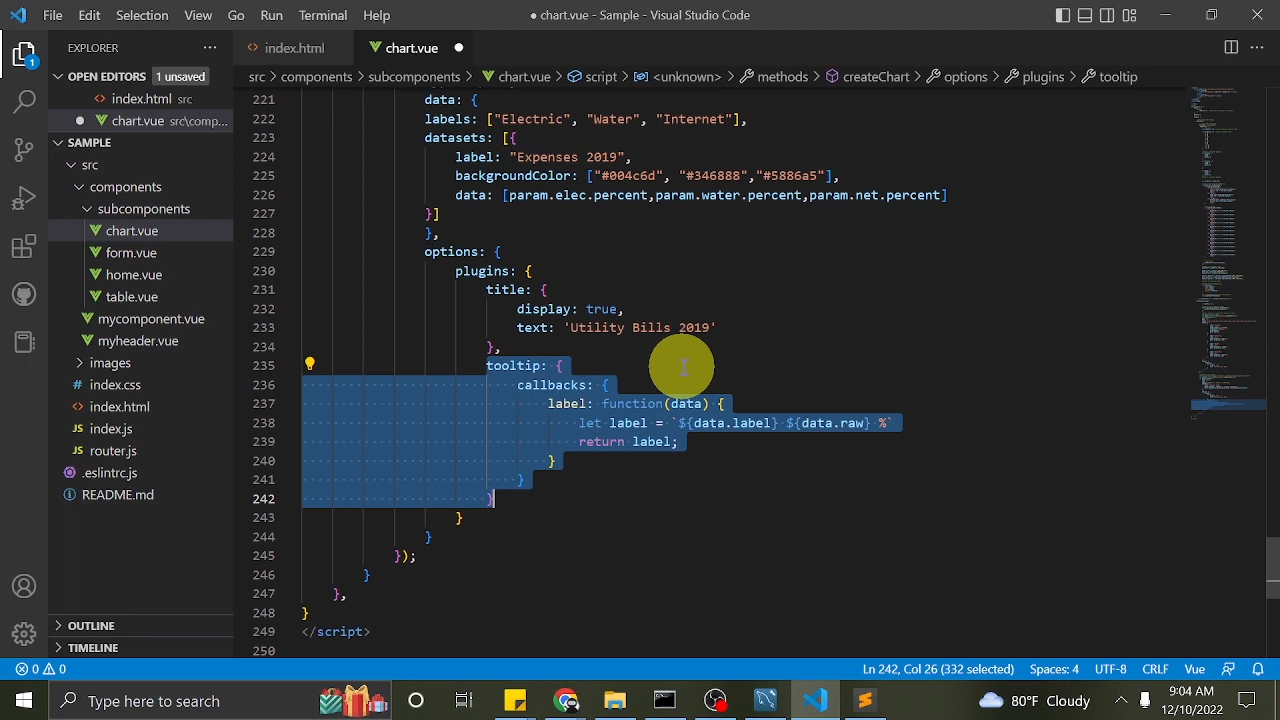 File Edit Selection View Go Run Terminal Help
● chart.vue - Sample - Visual Studio Code
EXPLORER
OPEN EDITORS 1 unsaved
index.html src
chart.vue src\comp...
SAMPLE
src
components
subcomponents
chart.vue
form.vue
home.vue
table.vue
mycomponent.vue
myheader.vue
images
index.css
index.html
index.js
router.js
.eslintrc.js
README.md
OUTLINE
TIMELINE
1
index.html chart.vue
src > components > subcomponents > chart.vue > script > <unknown> > methods > createChart > options > plugins > tooltip
221 data: {
222 labels: ["Electric", "Water", "Internet"],
223 datasets: [{
224 label: "Expenses 2019",
225 backgroundColor: ["#004c6d", "#346888","#5886a5"],
226 data: [param.elec.percent,param.water.percent,param.net.percent]
227 }]
228 },
229 options: {
230 plugins: {
231 title: {
232 display: true,
233 text: 'Utility Bills 2019'
234 },
235 tooltip: {
236 callbacks: {
237 label: function(data) {
238 let label = `${data.label} ${data.raw} %`
239 return label;
240 }
241 }
242 }
243 }
244 }
245 });
246 }
247 },
248 }
249 </script>
250
0 0 Ln 242, Col 26 (332 selected) Spaces: 4 UTF-8 CRLF Vue
Type here to search
80°F Cloudy
12/10/2022